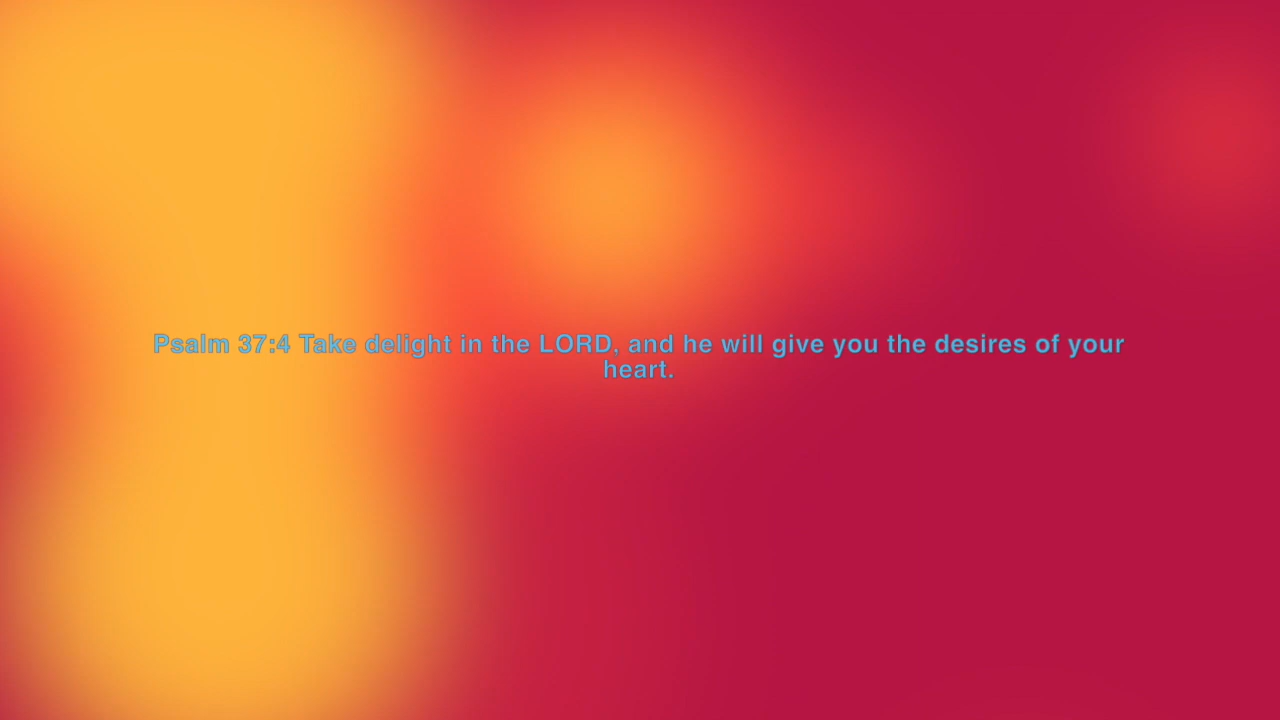 Psalm 37:4 Take delight in the LORD, and he will give you the desires of your
heart.